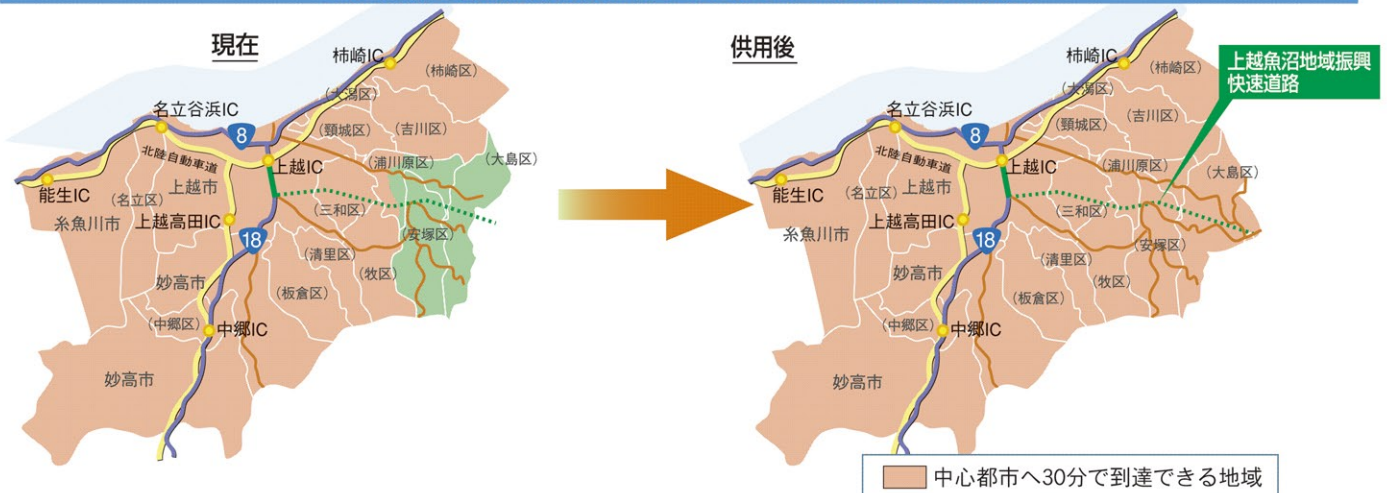 現在
柿崎IC
(柿崎区)
(大潟区)
名立谷浜IC
8
(頸城区)
(吉川区)
北陸自動車道
上越IC
(浦川原区)
(大島区)
能生IC
(名立区)
上越市
糸魚川市
上越高田IC
(三和区)
18
(安塚区)
(清里区)
妙高市
(牧区)
(板倉区)
(中郷区)
中郷IC
妙高市
供用後
上越魚沼地域振興
快速道路
柿崎IC
(柿崎区)
(大潟区)
名立谷浜IC
8
(頸城区)
(吉川区)
北陸自動車道
上越IC
(浦川原区)
(大島区)
能生IC
(名立区)
上越市
糸魚川市
上越高田IC
(三和区)
18
(安塚区)
(清里区)
妙高市
(牧区)
(板倉区)
(中郷区)
中郷IC
妙高市
中心都市へ30分で到達できる地域